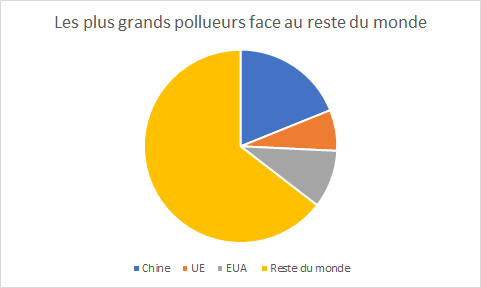 Les plus grands pollueurs face au reste du monde
Chine UE EUA Reste du monde